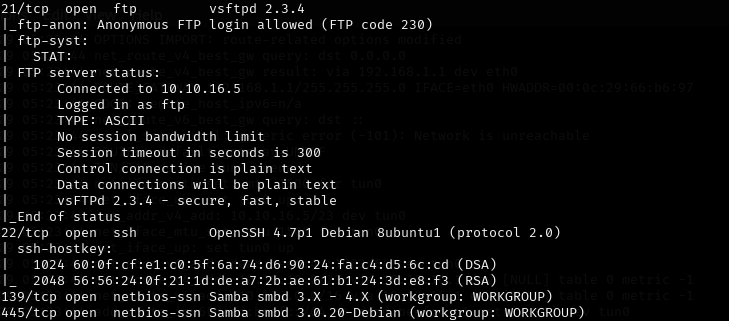 21/tcp open ftp vsftpd 2.3.4
|_ftp-anon: Anonymous FTP login allowed (FTP code 230)
| ftp-syst:
| STAT:
| FTP server status:
| Connected to 10.10.16.5
| Logged in as ftp
| TYPE: ASCII
| No session bandwidth limit
| Session timeout in seconds is 300
| Control connection is plain text
| Data connections will be plain text
| vsFTPd 2.3.4 - secure, fast, stable
|_End of status
22/tcp open ssh OpenSSH 4.7p1 Debian 8ubuntu1 (protocol 2.0)
| ssh-hostkey:
| 1024 60:0f:cf:e1:c0:5f:6a:74:d6:90:24:fa:c4:d5:6c:cd (DSA)
|_ 2048 56:56:24:0f:21:1d:de:a7:2b:ae:61:b1:24:3d:e8:f3 (RSA)
139/tcp open netbios-ssn Samba smbd 3.X - 4.X (workgroup: WORKGROUP)
445/tcp open netbios-ssn Samba smbd 3.0.20-Debian (workgroup: WORKGROUP)